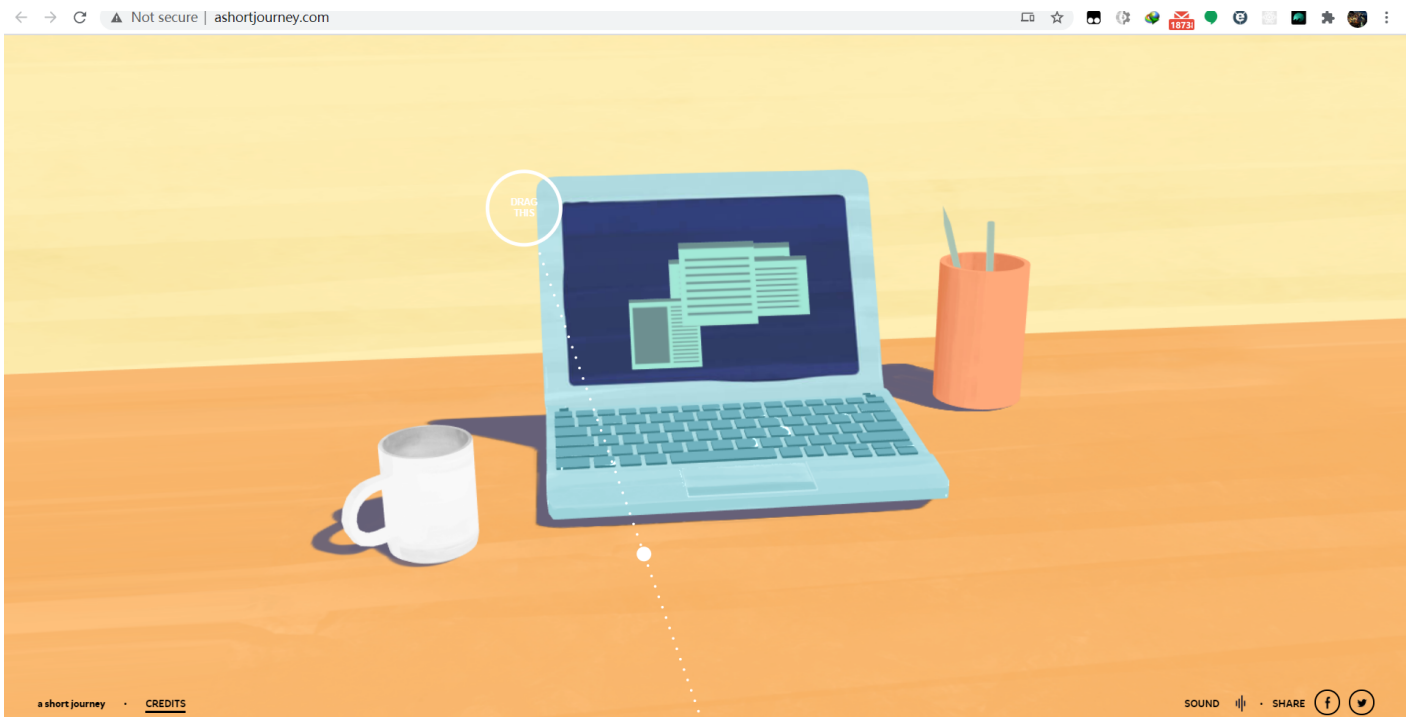 Not secure | ashortjourney.com
1873
DRAG
THIS
a short journey · CREDITS
SOUND · SHARE